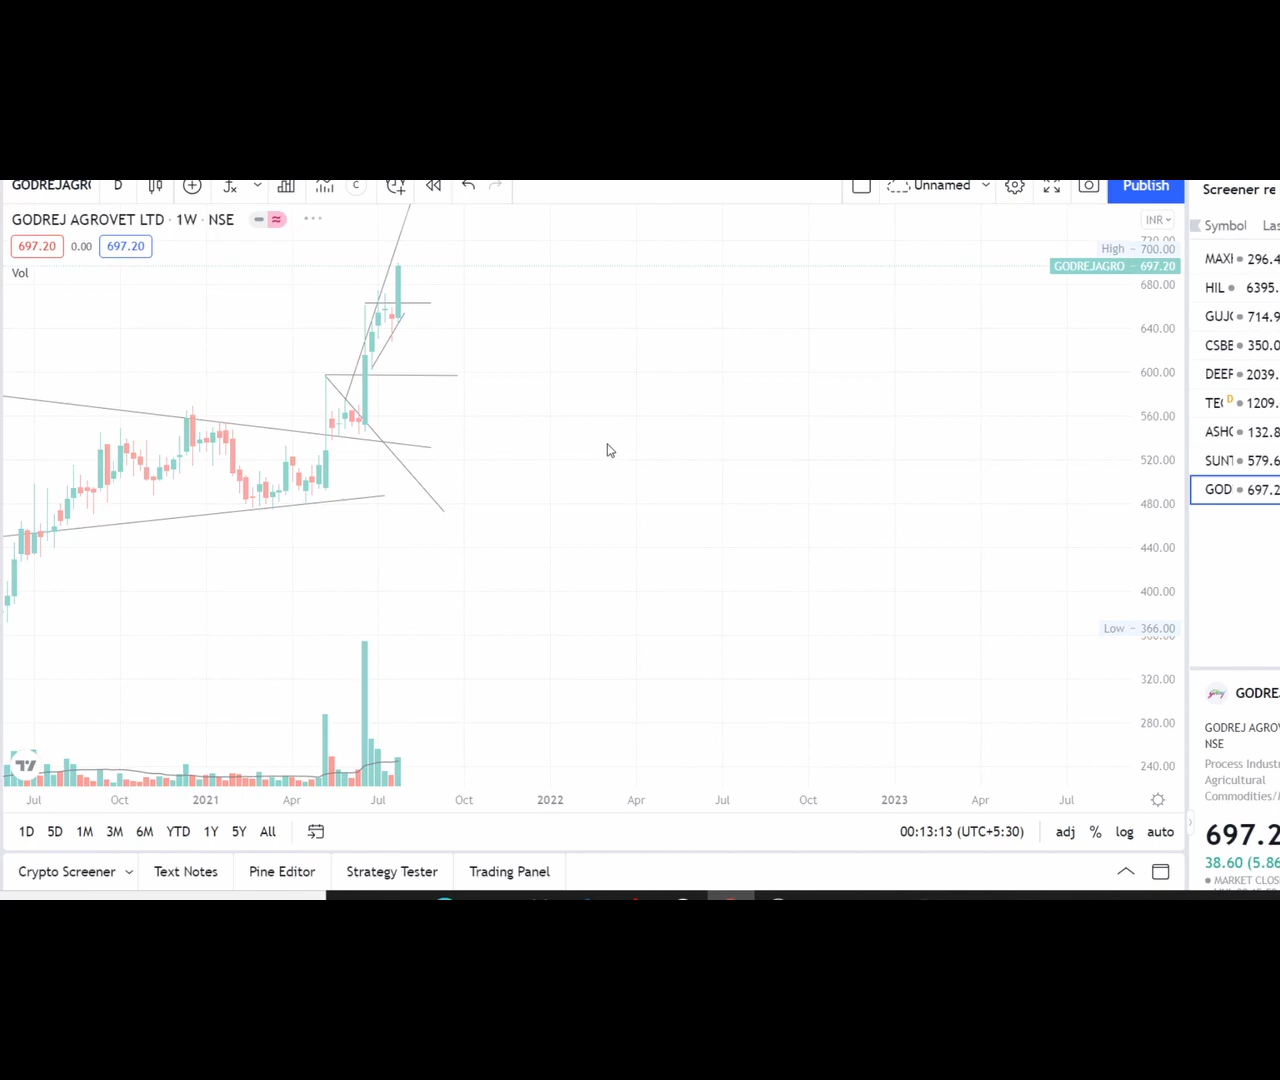 GODREJAGR D Unnamed Publish Screener re
GODREJ AGROVET LTD · 1W · NSE INR
697.20 0.00 697.20
Vol
Symbol Las
High - 700.00
GODREJAGRO - 697.20
680.00
640.00
600.00
560.00
520.00
480.00
440.00
400.00
Low - 366.00
320.00
280.00
240.00
MAXI 296.4
HIL 6395.
GUJ 714.9
CSBE 350.0
DEEF 2039.
TE D 1209.
ASHO 132.8
SUNT 579.6
GOD 697.2
GODRE
GODREJ AGROV
NSE
Process Industr
Agricultural
Commodities/
697.2
38.60 (5.86
MARKET CLOS
Jul Oct 2021 Apr Jul Oct 2022 Apr Jul Oct 2023 Apr Jul
1D 5D 1M 3M 6M YTD 1Y 5Y All 00:13:13 (UTC+5:30) adj % log auto
Crypto Screener Text Notes Pine Editor Strategy Tester Trading Panel